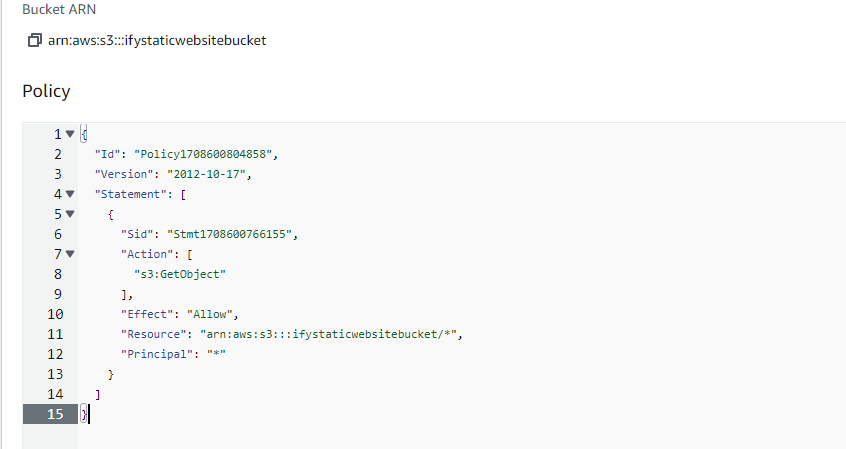 Bucket ARN
arn:aws:s3:::ifystaticwebsitebucket
Policy
1 {
2 "Id": "Policy1708600804858",
3 "Version": "2012-10-17",
4 "Statement": [
5 {
6 "Sid": "Stmt1708600766155",
7 "Action": [
8 "s3:GetObject"
9 ],
10 "Effect": "Allow",
11 "Resource": "arn:aws:s3:::ifystaticwebsitebucket/*",
12 "Principal": "*"
13 }
14 ]
15 }